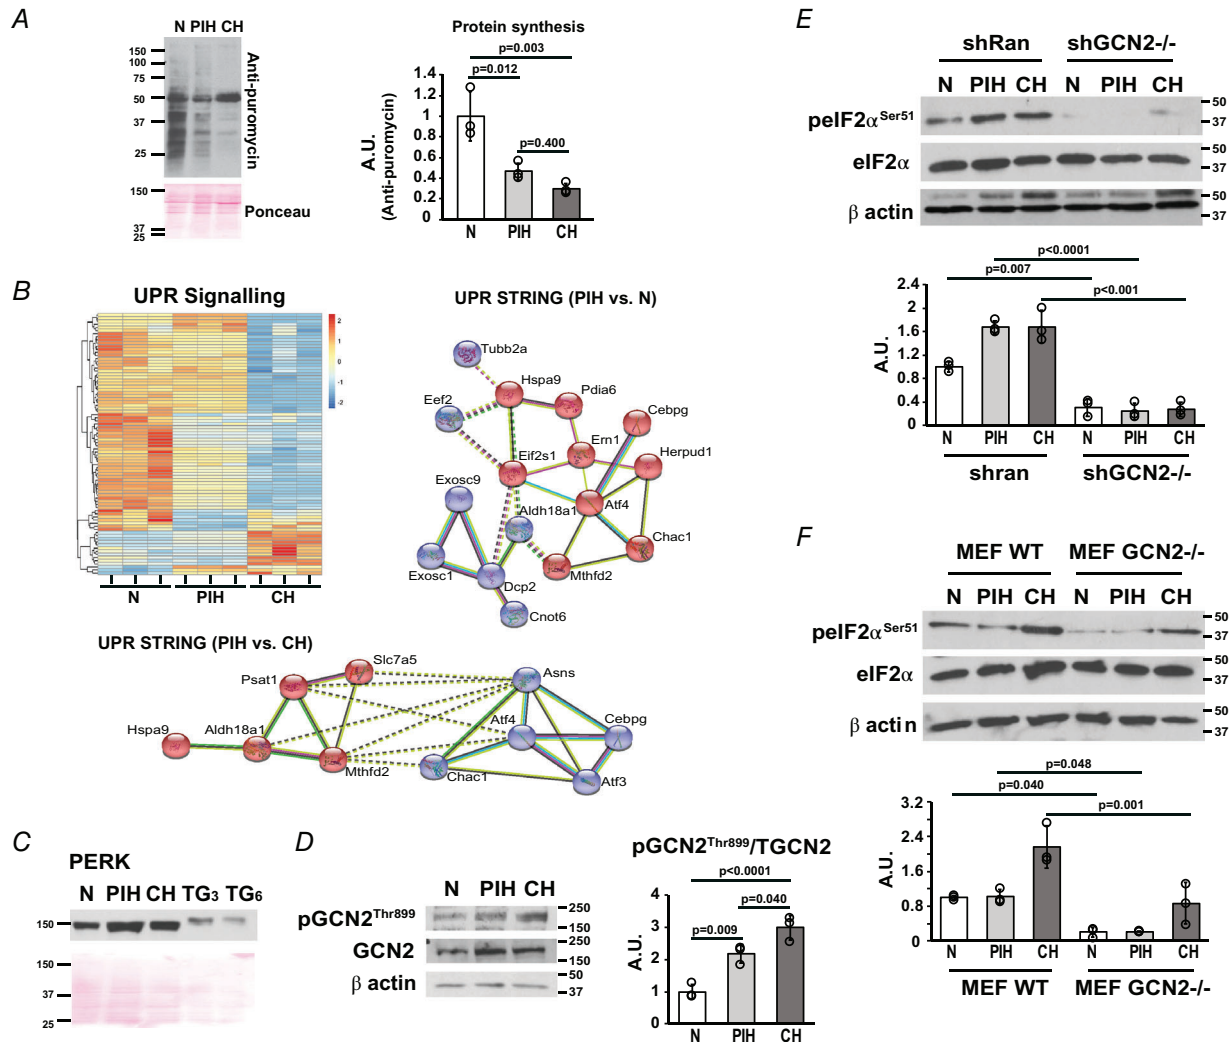 A
N PIH CH
150
100
75
50
37
25
Anti-puromycin
150
37
25
Ponceau
Protein synthesis
p=0.003
p=0.012
p=0.400
1.4
1.2
1
0.8
0.6
0.4
0.2
0
A.U.
(Anti-puromycin)
N PIH CH
B
UPR Signalling
2
1
0
-1
-2
N PIH CH
UPR STRING (PIH vs. N)
Tubb2a
Hspa9
Pdia6
Eef2
Cebpg
Ern1
Herpud1
Eif2s1
Exosc9
Aldh18a1
Atf4
Chac1
Exosc1
Dcp2
Mthfd2
Cnot6
UPR STRING (PIH vs. CH)
Slc7a5
Psat1
Asns
Hspa9
Aldh18a1
Atf4
Cebpg
Mthfd2
Chac1
Atf3
C
PERK
N PIH CH TG3 TG6
150
150
37
25
D
N PIH CH
pGCN2Thr899
250
150
GCN2
250
150
β actin
50
37
pGCN2Thr899/TGCN2
p<0.0001
p=0.040
p=0.009
4
3
2
1
0
A.U.
N PIH CH
E
shRan shGCN2-/-
N PIH CH N PIH CH
peIF2αSer51
50
37
eIF2α
50
37
β actin
50
37
p<0.0001
p=0.007
p<0.001
2.4
2
1.6
1.2
0.8
0.4
0
A.U.
N PIH CH N PIH CH
shran shGCN2-/-
F
MEF WT MEF GCN2-/-
N PIH CH N PIH CH
peIF2αSer51
50
37
eIF2α
50
37
β actin
50
37
p=0.048
p=0.040
p=0.001
3.2
2.4
1.6
0.8
0
A.U.
N PIH CH N PIH CH
MEF WT MEF GCN2-/-